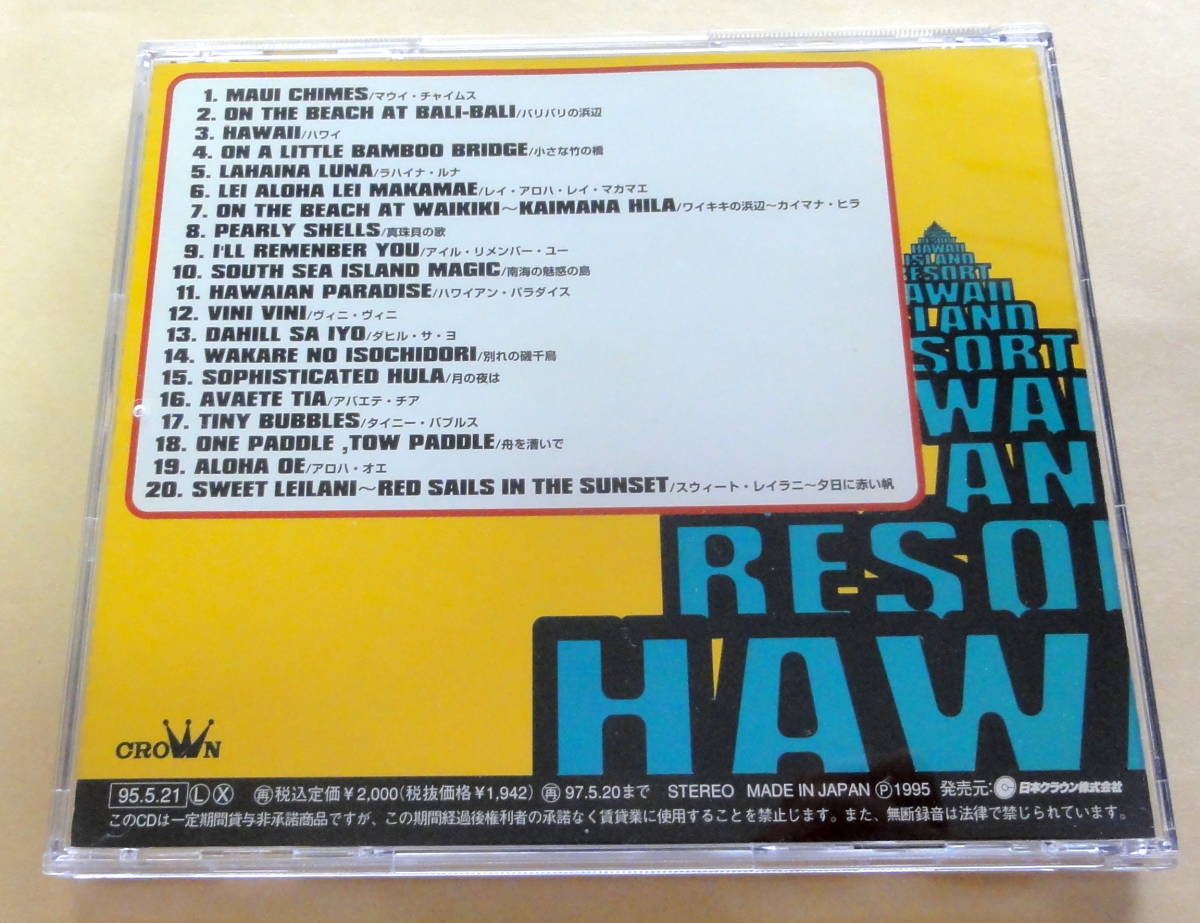 1. MAUI CHIMES/マウイ・チャイムス
2. ON THE BEACH AT BALI-BALI/バリバリの浜辺
3. HAWAII/ハワイ
4. ON A LITTLE BAMBOO BRIDGE/小さな竹の橋
5. LAHAINA LUNA/ラハイナ・ルナ
6. LEI ALOHA LEI MAKAMAE/レイ・アロハ・レイ・マカマエ
7. ON THE BEACH AT WAIKIKI〜KAIMANA HILA/ワイキキの浜辺〜カイマナ・ヒラ
8. PEARLY SHELLS/真珠貝の歌
9. I'LL REMENBER YOU/アイル・リメンバー・ユー
10. SOUTH SEA ISLAND MAGIC/南海の魅惑の島
11. HAWAIAN PARADISE/ハワイアン・パラダイス
12. VINI VINI/ヴィニ・ヴィニ
13. DAHILL SA IYO/ダヒル・サ・ヨ
14. WAKARE NO ISOCHIDORI/別れの磯千鳥
15. SOPHISTICATED HULA/月の夜は
16. AVAETE TIA/アバエテ・チア
17. TINY BUBBLES/タイニー・バブルス
18. ONE PADDLE ,TOW PADDLE/舟を漕いで
19. ALOHA OE/アロハ・オエ
20. SWEET LEILANI〜RED SAILS IN THE SUNSET/スウィート・レイラニ〜夕日に赤い帆
HAWAII
ISLAND
RESORT
AWAII
LAND
SORT
WAI
AN
RESO
HAW
CROWN
95.5.21 Ⓛ Ⓧ ㊢税込定価¥2,000(税抜価格¥1,942) ㊢97.5.20まで STEREO MADE IN JAPAN Ⓟ1995 発売元:日本クラウン株式会社
このCDは一定期間貸与非承諾商品ですが、この期間経過後権利者の承諾なく賃貸業に使用することを禁止します。また、無断録音は法律で禁じられています。